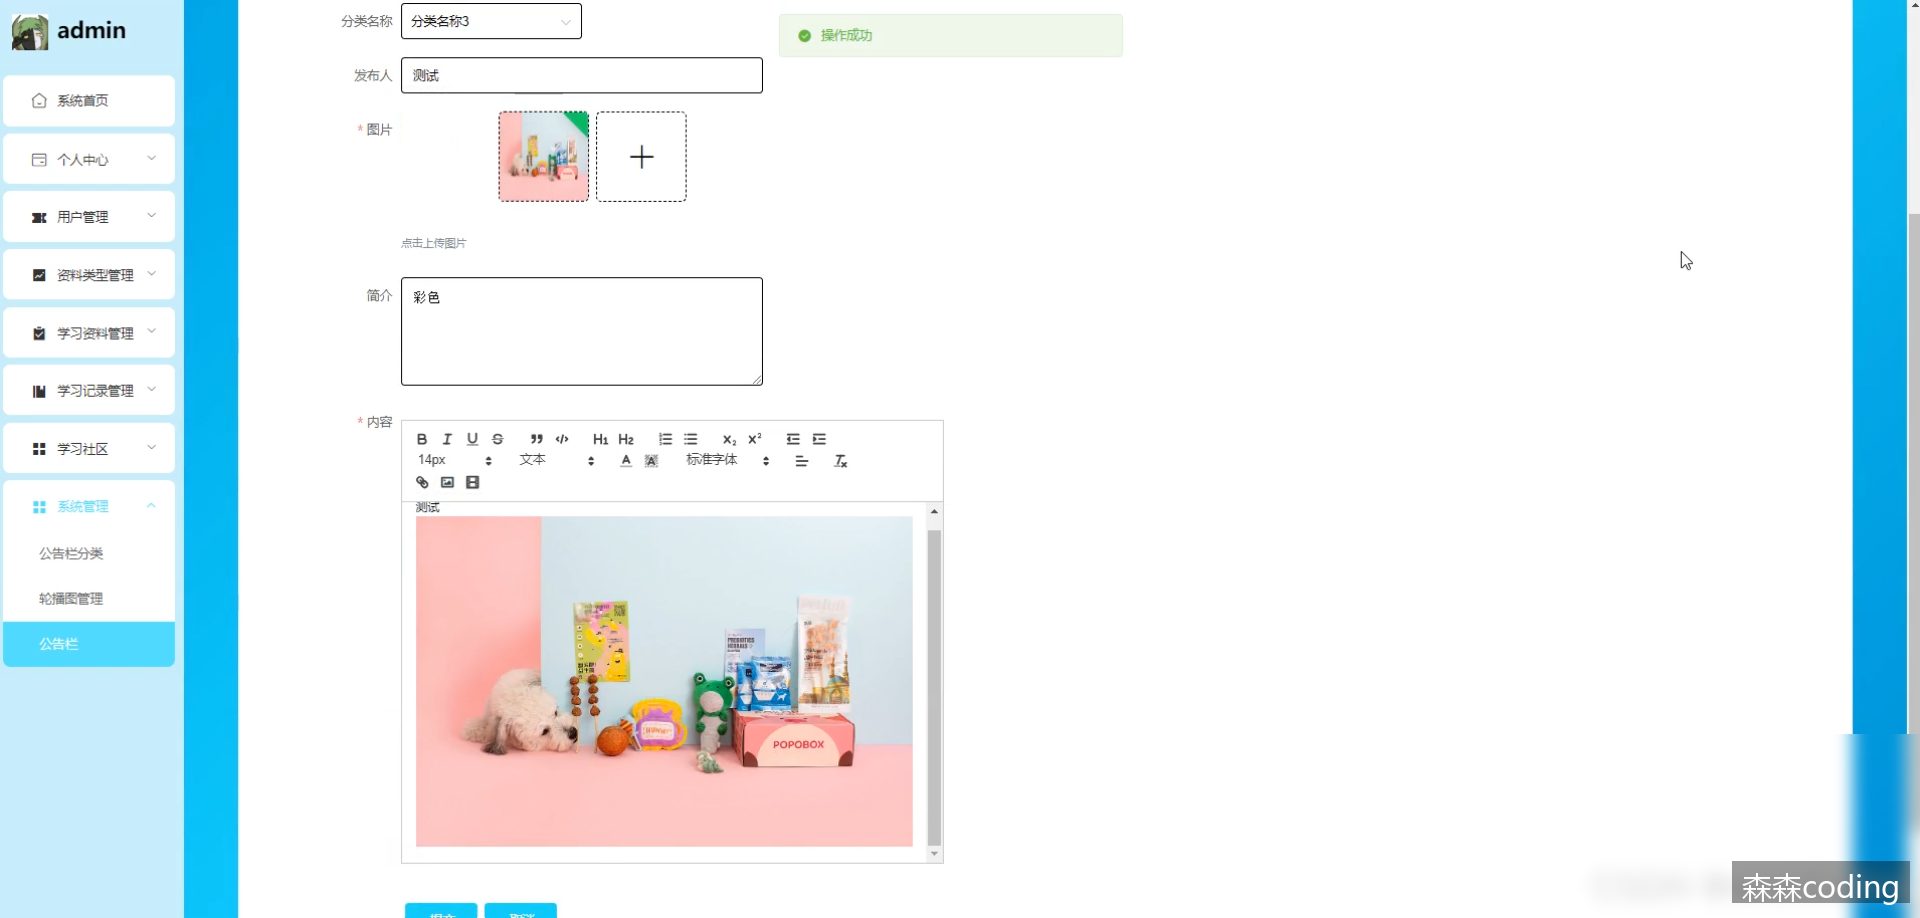 admin
系统首页
个人中心
用户管理
资料类型管理
学习资料管理
学习记录管理
学习社区
系统管理
公告栏分类
轮播图管理
公告栏
分类名称
分类名称3
操作成功
发布人
测试
* 图片
点击上传图片
简介
彩色
* 内容
B I U S H1 H2 X2 X2
14px 文本 A A 标准字体 Tx
测试
PROBIOTICS
POPOBOX
森森coding